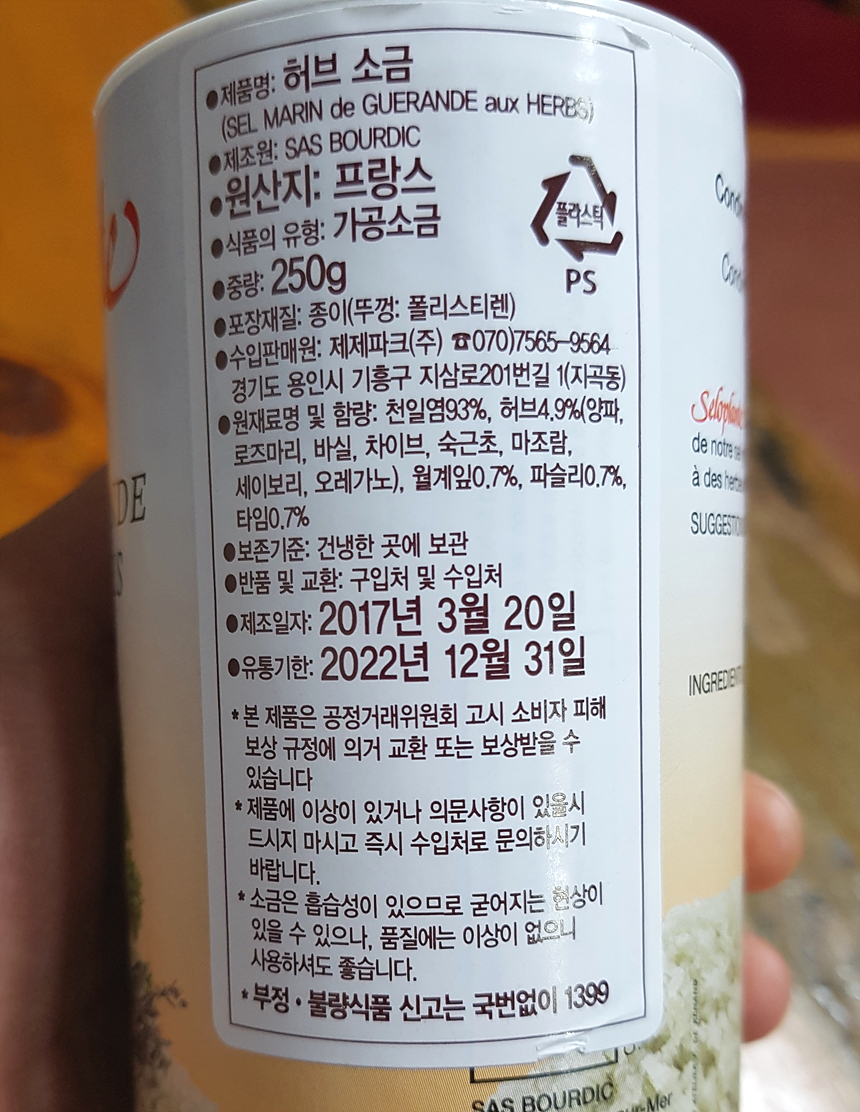 ●제품명: 허브 소금
(SEL MARIN de GUERANDE aux HERBS)
●제조원: SAS BOURDIC
●원산지: 프랑스
●식품의 유형: 가공소금
●중량: 250g
플라스틱
PS
●포장재질: 종이(뚜껑: 폴리스티렌)
●수입판매원: 제제파크(주) ☎070)7565-9564
경기도 용인시 기흥구 지삼로201번길 1(지곡동)
●원재료명 및 함량: 천일염93%, 허브4.9%(양파,
로즈마리, 바실, 차이브, 숙근초, 마조람,
세이보리, 오레가노), 월계잎0.7%, 파슬리0.7%,
타임0.7%
●보존기준: 건냉한 곳에 보관
●반품 및 교환: 구입처 및 수입처
●제조일자: 2017년 3월 20일
●유통기한: 2022년 12월 31일
* 본 제품은 공정거래위원회 고시 소비자 피해
보상 규정에 의거 교환 또는 보상받을 수
있습니다
* 제품에 이상이 있거나 의문사항이 있을시
드시지 마시고 즉시 수입처로 문의하시기
바랍니다.
* 소금은 흡습성이 있으므로 굳어지는 현상이
있을 수 있으나, 품질에는 이상이 없으니
사용하셔도 좋습니다.
* 부정·불량식품 신고는 국번없이 1399
de notre
à des
SAS BOURDIC